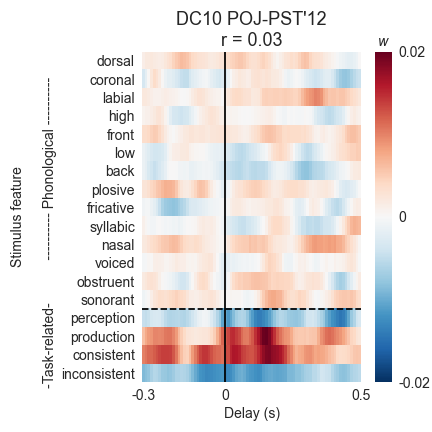 DC10 POJ-PST'12
r = 0.03
w
dorsal
coronal
labial
high
front
low
back
plosive
fricative
syllabic
nasal
voiced
obstruent
sonorant
perception
production
consistent
inconsistent
Stimulus feature
---------- Phonological ----------
-Task-related-
0.02
0
-0.02
-0.3 0 0.5
Delay (s)